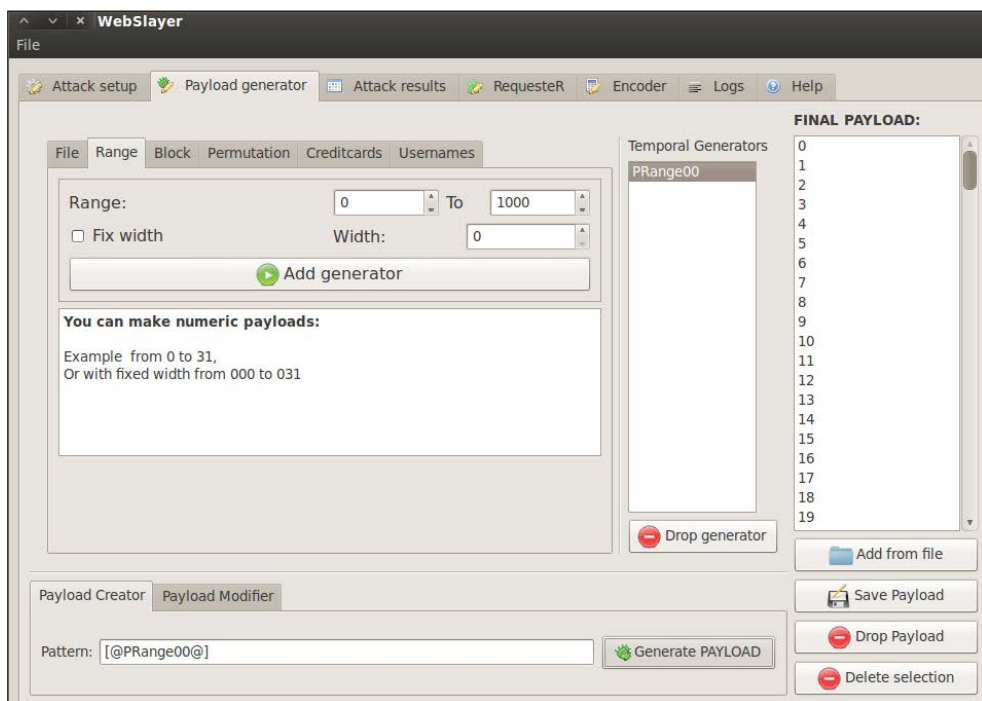 WebSlayer
File
Attack setup Payload generator Attack results RequesteR Encoder Logs Help
FINAL PAYLOAD:
File Range Block Permutation Creditcards Usernames
Range: 0 To 1000
Fix width Width: 0
Add generator
You can make numeric payloads:
Example from 0 to 31,
Or with fixed width from 000 to 031
Temporal Generators
PRange00
Drop generator
0
1
2
3
4
5
6
7
8
9
10
11
12
13
14
15
16
17
18
19
Add from file
Save Payload
Drop Payload
Delete selection
Payload Creator Payload Modifier
Pattern: [@PRange00@] Generate PAYLOAD